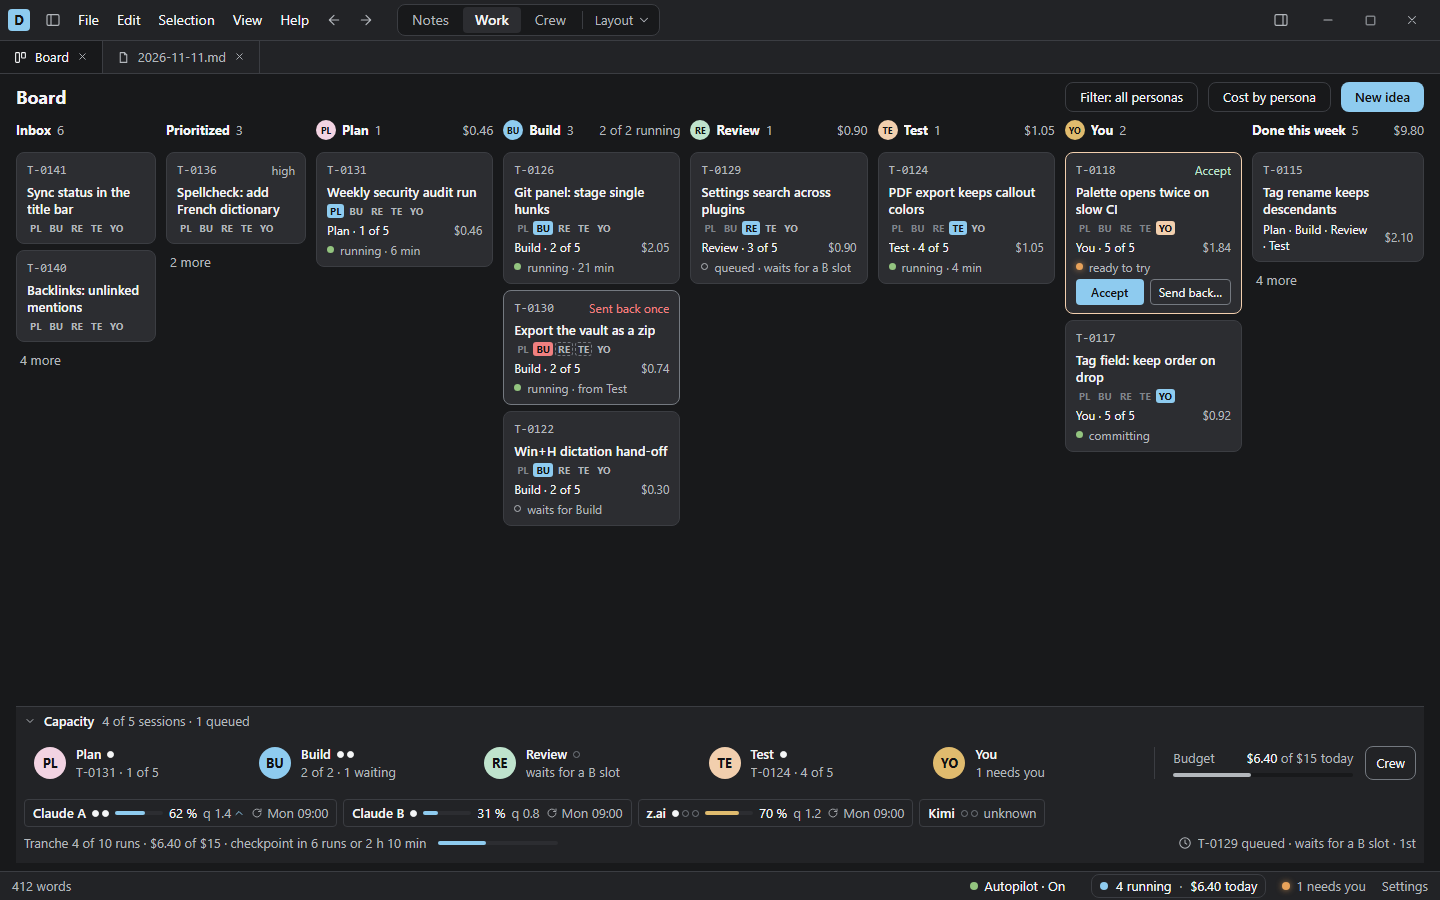 D File Edit Selection View Help Notes Work Crew Layout
Board 2026-11-11.md
Board Filter: all personas Cost by persona New idea
Inbox 6
T-0141
Sync status in the
title bar
PL BU RE TE YO
T-0140
Backlinks: unlinked
mentions
PL BU RE TE YO
4 more
Prioritized 3
T-0136 high
Spellcheck: add
French dictionary
PL BU RE TE YO
2 more
PL Plan 1 $0.46
T-0131
Weekly security audit run
PL BU RE TE YO
Plan · 1 of 5 $0.46
running · 6 min
BU Build 3 2 of 2 running
T-0126
Git panel: stage single
hunks
PL BU RE TE YO
Build · 2 of 5 $2.05
running · 21 min
T-0130 Sent back once
Export the vault as a zip
PL BU RE TE YO
Build · 2 of 5 $0.74
running · from Test
T-0122
Win+H dictation hand-off
PL BU RE TE YO
Build · 2 of 5 $0.30
waits for Build
RE Review 1 $0.90
T-0129
Settings search across
plugins
PL BU RE TE YO
Review · 3 of 5 $0.90
queued · waits for a B slot
TE Test 1 $1.05
T-0124
PDF export keeps callout
colors
PL BU RE TE YO
Test · 4 of 5 $1.05
running · 4 min
YO You 2
T-0118 Accept
Palette opens twice on
slow CI
PL BU RE TE YO
You · 5 of 5 $1.84
ready to try
Accept Send back...
T-0117
Tag field: keep order on
drop
PL BU RE TE YO
You · 5 of 5 $0.92
committing
Done this week 5 $9.80
T-0115
Tag rename keeps
descendants
Plan · Build · Review
· Test $2.10
4 more
Capacity 4 of 5 sessions · 1 queued
PL Plan
T-0131 · 1 of 5
BU Build
2 of 2 · 1 waiting
RE Review
waits for a B slot
TE Test
T-0124 · 4 of 5
YO You
1 needs you
Budget $6.40 of $15 today
Crew
Claude A 62 % q 1.4 Mon 09:00
Claude B 31 % q 0.8 Mon 09:00
z.ai 70 % q 1.2 Mon 09:00
Kimi unknown
Tranche 4 of 10 runs · $6.40 of $15 · checkpoint in 6 runs or 2 h 10 min
T-0129 queued · waits for a B slot · 1st
412 words Autopilot · On 4 running · $6.40 today 1 needs you Settings